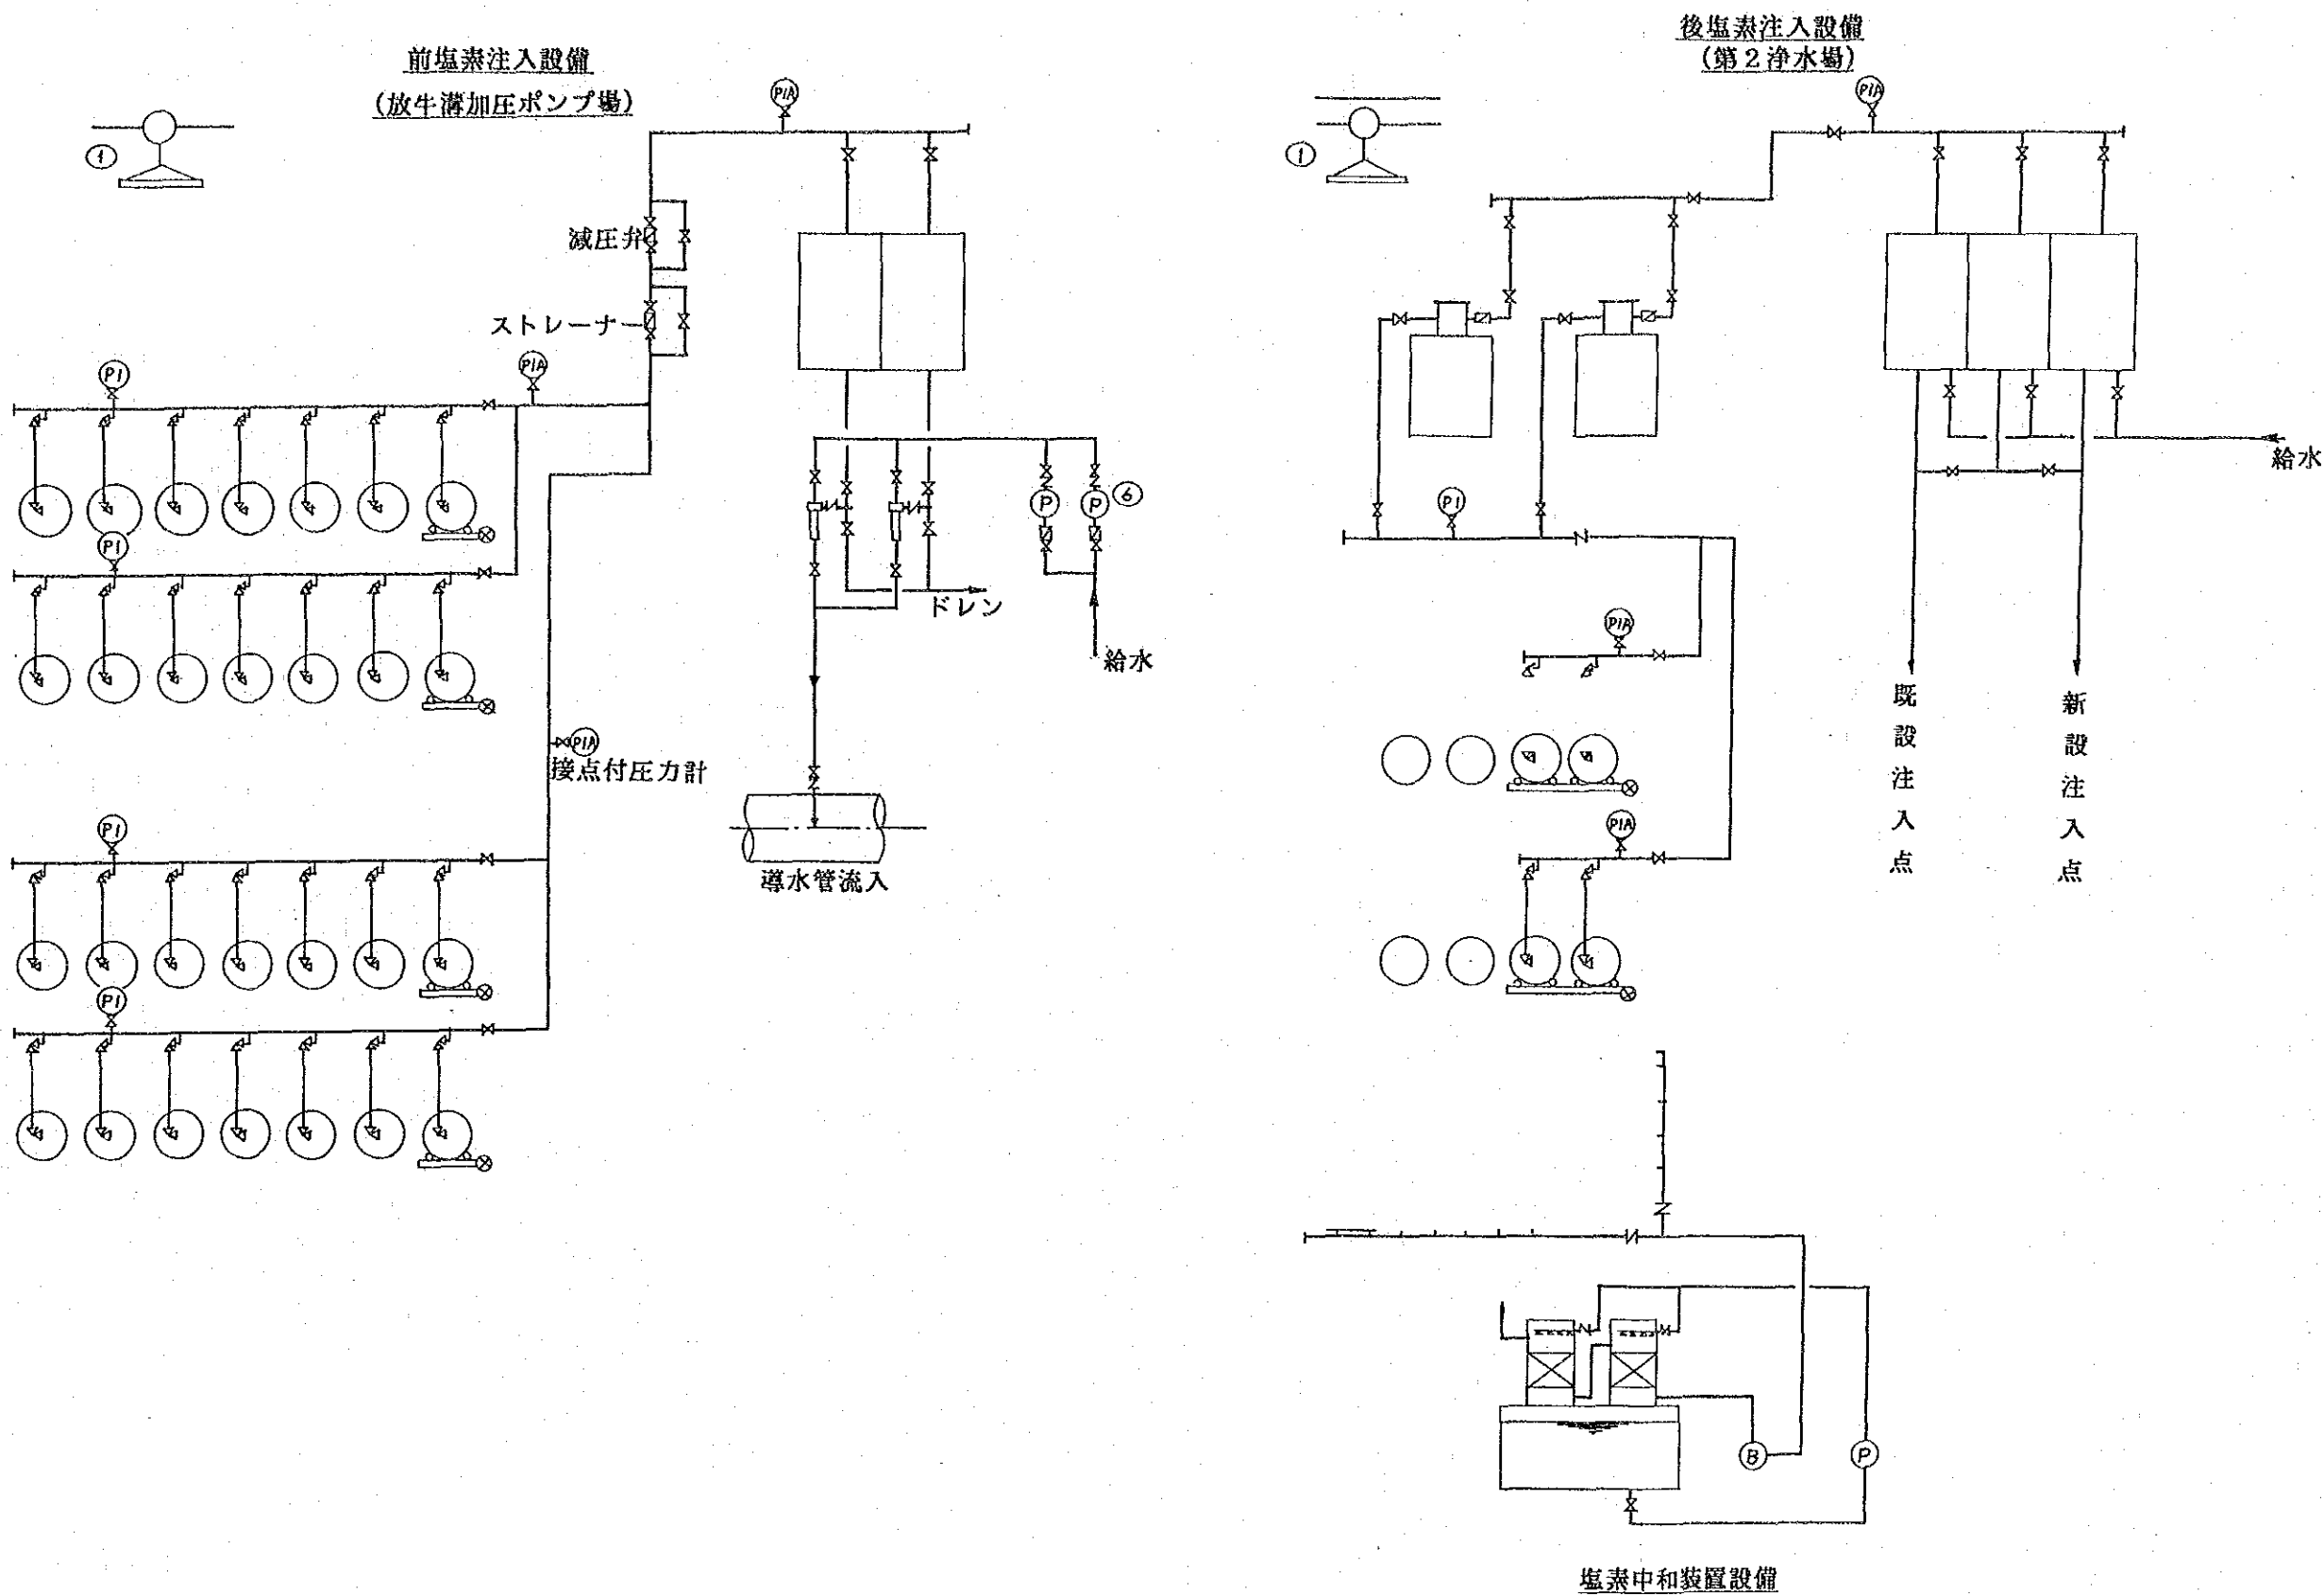 前塩素注入設備
(放牛溝加圧ポンプ場)
①
PIA
減圧弁
ストレーナ
PIA
PI
PI
P
P
⑥
ドレン
給水
PIA
接点付圧力計
PI
導水管流入
PI
後塩素注入設備
(第2浄水場)
①
PIA
給水
PI
PIA
既設注入点
新設注入点
PIA
B
P
塩素中和装置設備